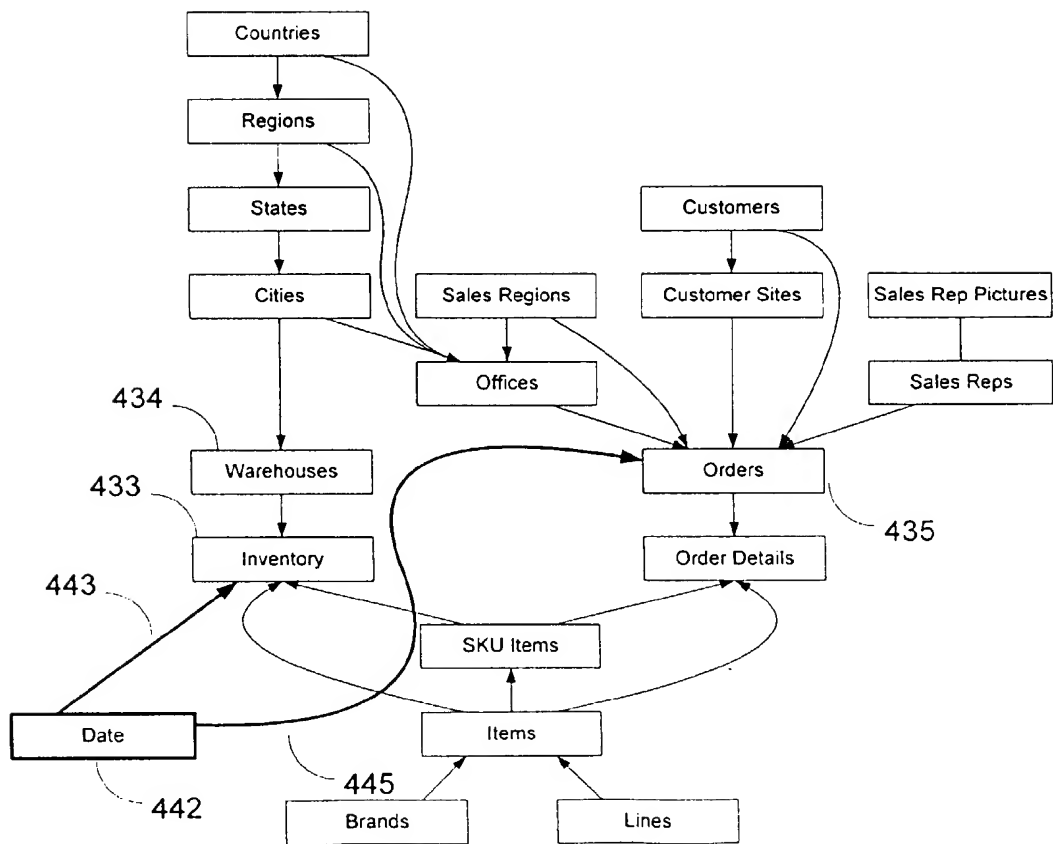 Countries
Regions
States
Customers
Cities
Sales Regions
Customer Sites
Sales Rep Pictures
Offices
Sales Reps
434
Warehouses
Orders
433
435
Inventory
Order Details
443
SKU Items
Date
Items
445
442
Brands
Lines